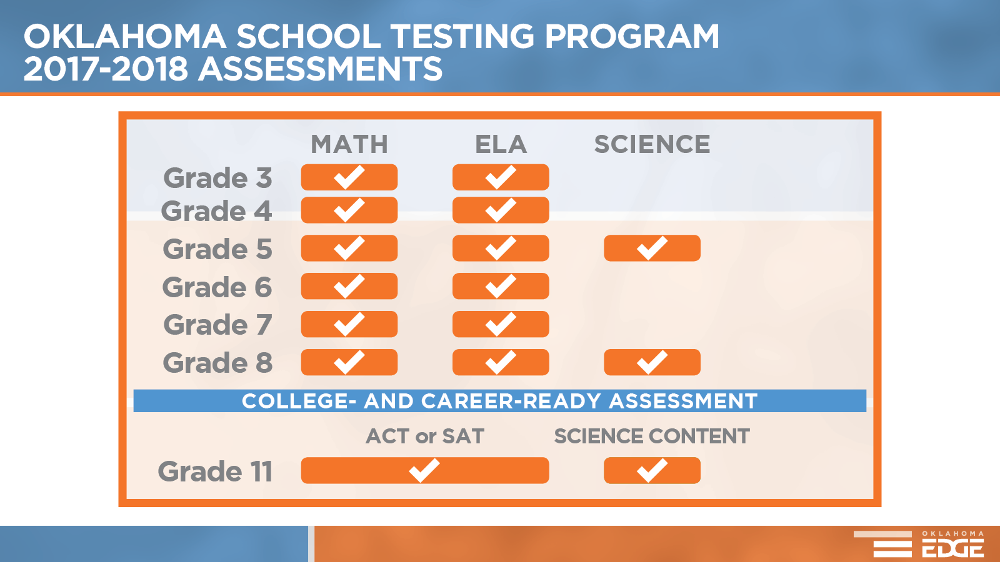 OKLAHOMA SCHOOL TESTING PROGRAM
2017-2018 ASSESSMENTS
MATH ELA SCIENCE
Grade 3
Grade 4
Grade 5
Grade 6
Grade 7
Grade 8
COLLEGE- AND CAREER-READY ASSESSMENT
ACT or SAT SCIENCE CONTENT
Grade 11
OKLAHOMA
EDGE